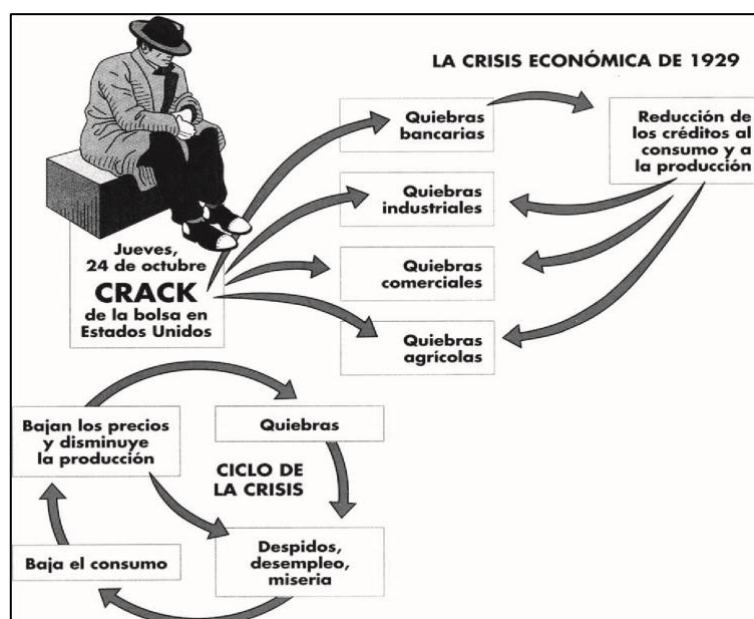 LA CRISIS ECONÓMICA DE 1929
Jueves,
24 de octubre
CRACK
de la bolsa en
Estados Unidos
Quiebras
bancarias
Quiebras
industriales
Quiebras
comerciales
Quiebras
agrícolas
Reducción de
los créditos al
consumo y a
la producción
Bajan los precios
y disminuye
la producción
Quiebras
CICLO DE
LA CRISIS
Baja el consumo
Despidos,
desempleo,
miseria